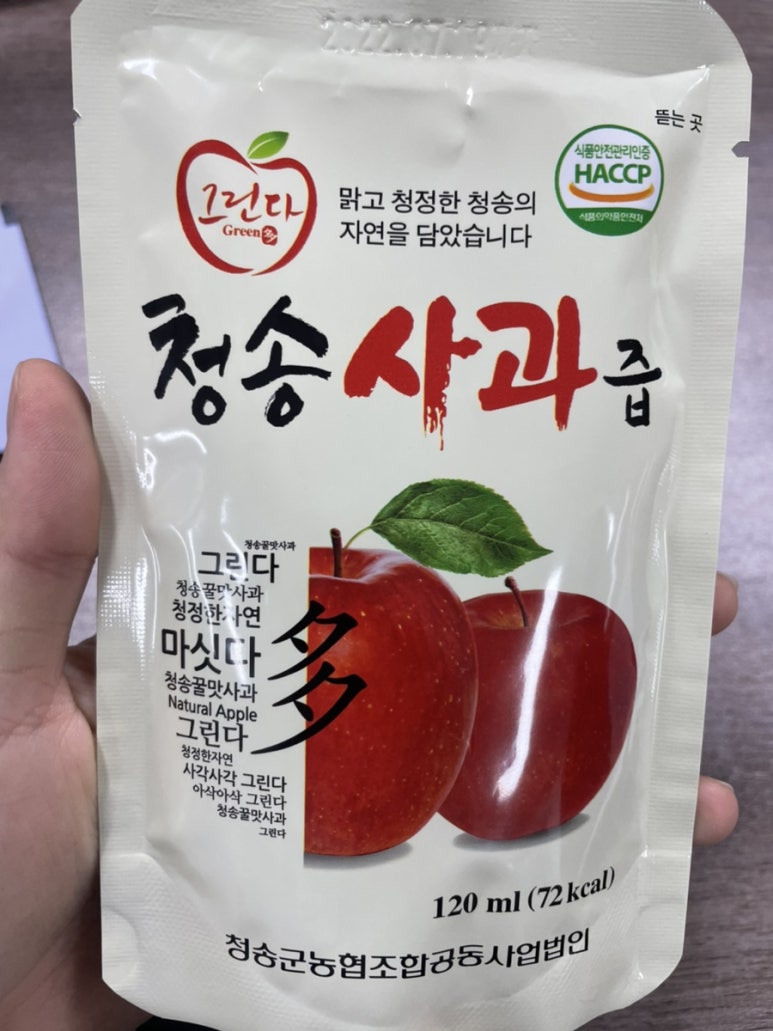 뜯는 곳
그린다
Green多
맑고 청정한 청송의
자연을 담았습니다
식품안전관리인증
HACCP
식품의약품안전처
청송사과즙
청송꿀맛사과
그린다
청송꿀맛사과
청정한자연
마싯다
청송꿀맛사과
Natural Apple
그린다
청정한자연
사각사각 그린다
아삭아삭 그린다
청송꿀맛사과
그린다
多
120 ml (72 kcal)
청송군농협조합공동사업법인